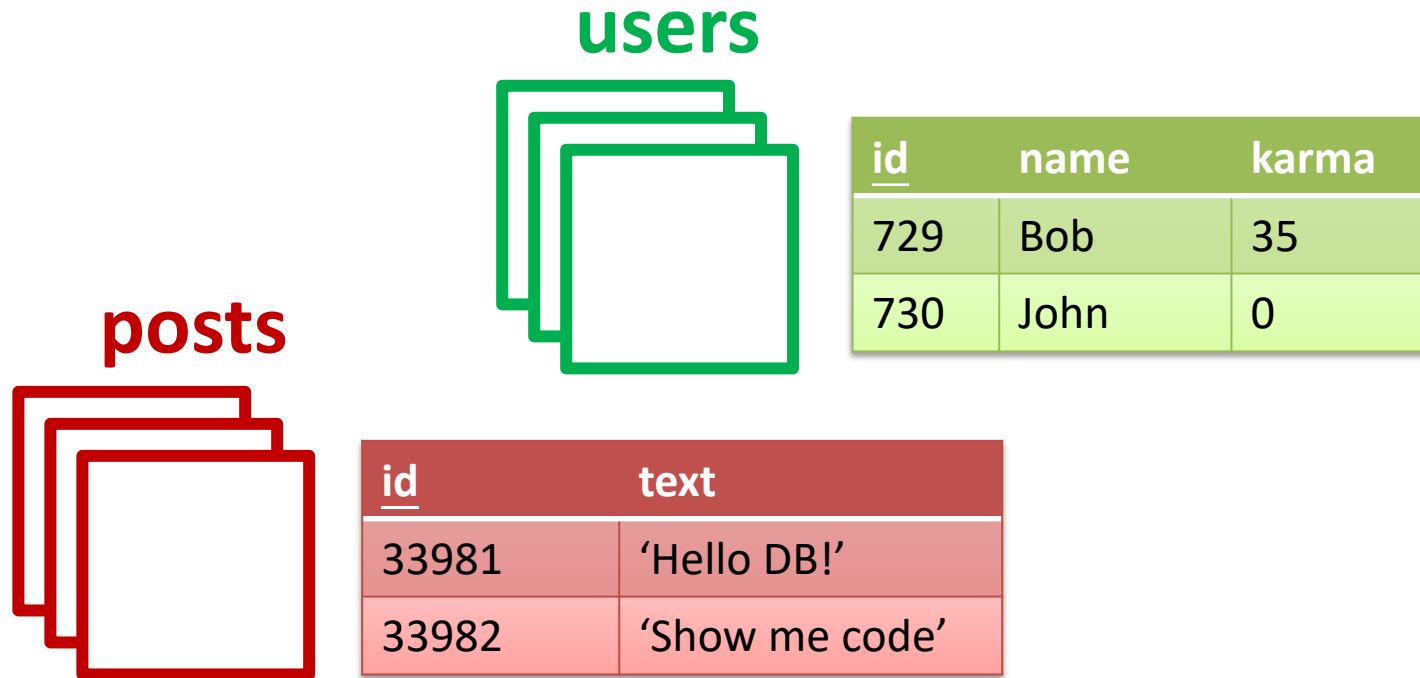 users
id name karma
729 Bob 35
730 John 0
posts
id text
33981 ‘Hello DB!’
33982 ‘Show me code’